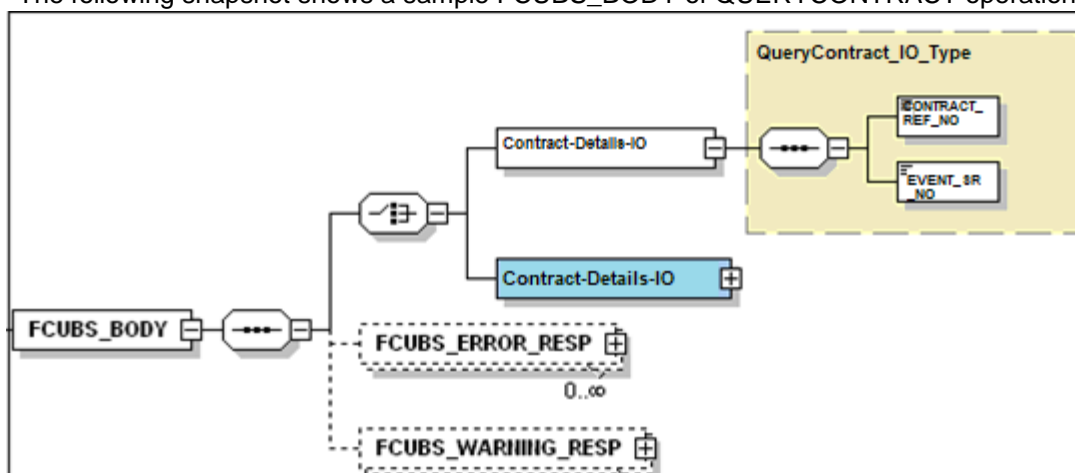 The following snapshot shows a sample FCUBS_BODY of QUERYCONTRACT operation
QueryContract_IO_Type
CONTRACT_
REF_NO
Contract-Details-IO
EVENT_SR
_NO
Contract-Details-IO
FCUBS_BODY
FCUBS_ERROR_RESP
0..∞
FCUBS_WARNING_RESP